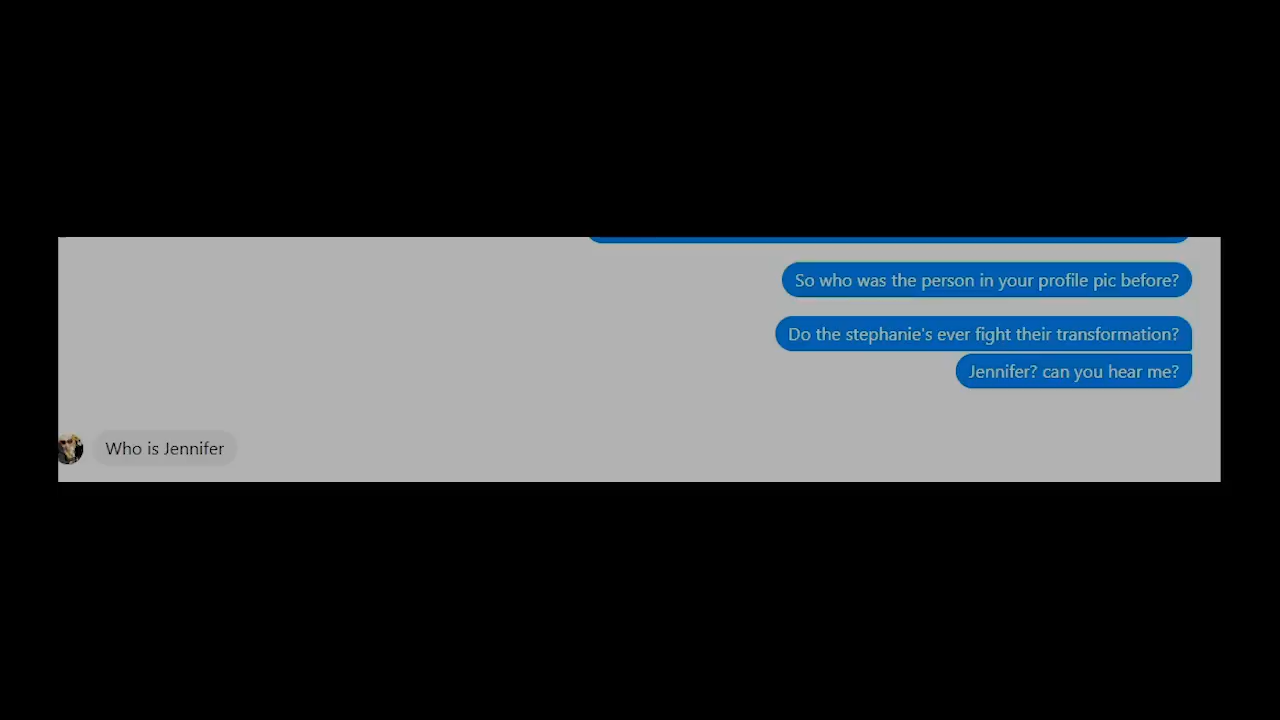 So who was the person in your profile pic before?
Do the stephanie's ever fight their transformation?
Jennifer? can you hear me?
Who is Jennifer